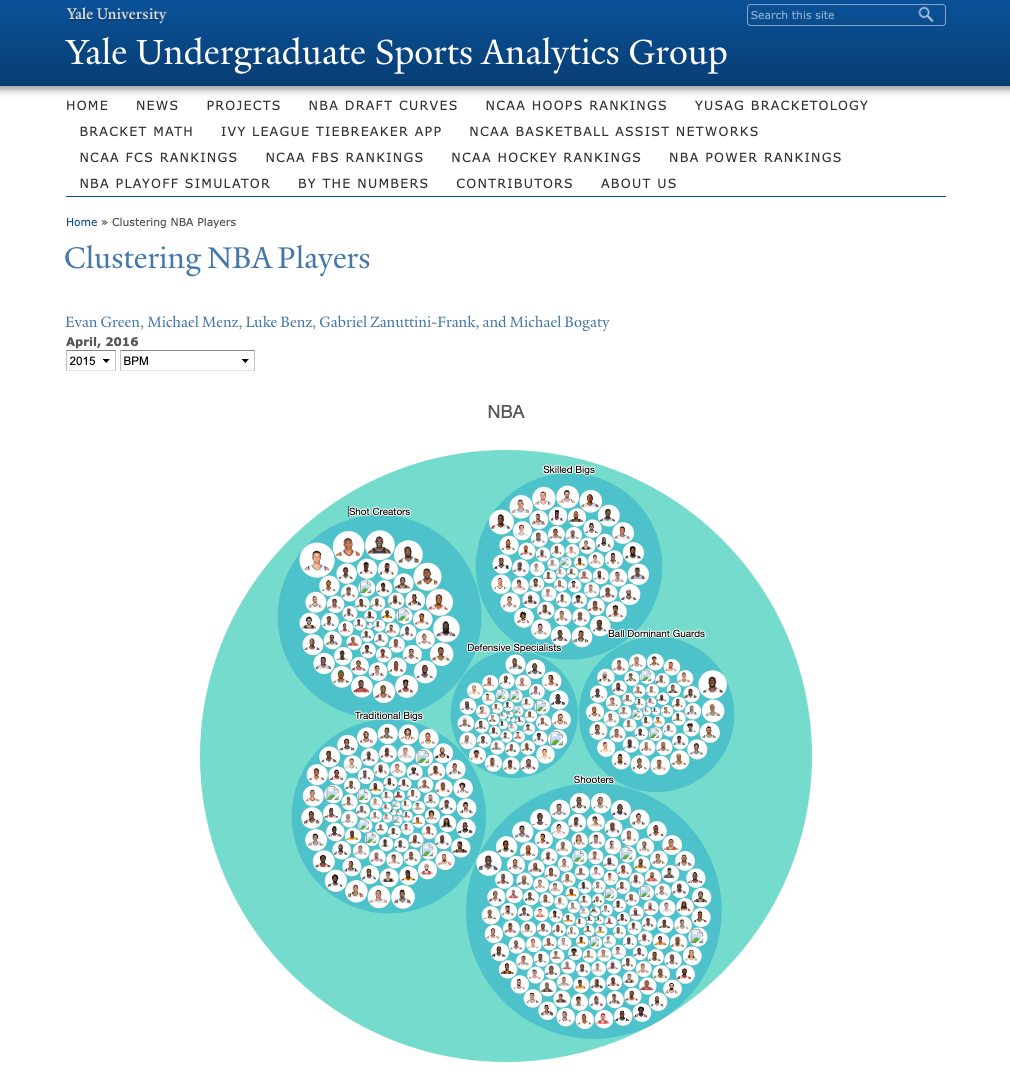 Yale University
Search this site
Yale Undergraduate Sports Analytics Group
HOME NEWS PROJECTS NBA DRAFT CURVES NCAA HOOPS RANKINGS YUSAG BRACKETOLOGY
BRACKET MATH IVY LEAGUE TIEBREAKER APP NCAA BASKETBALL ASSIST NETWORKS
NCAA FCS RANKINGS NCAA FBS RANKINGS NCAA HOCKEY RANKINGS NBA POWER RANKINGS
NBA PLAYOFF SIMULATOR BY THE NUMBERS CONTRIBUTORS ABOUT US
Home » Clustering NBA Players
Clustering NBA Players
Evan Green, Michael Menz, Luke Benz, Gabriel Zanuttini-Frank, and Michael Bogaty
April, 2016
2015 BPM
NBA
Skilled Bigs
Shot Creators
Ball Dominant Guards
Defensive Specialists
Traditional Bigs
Shooters